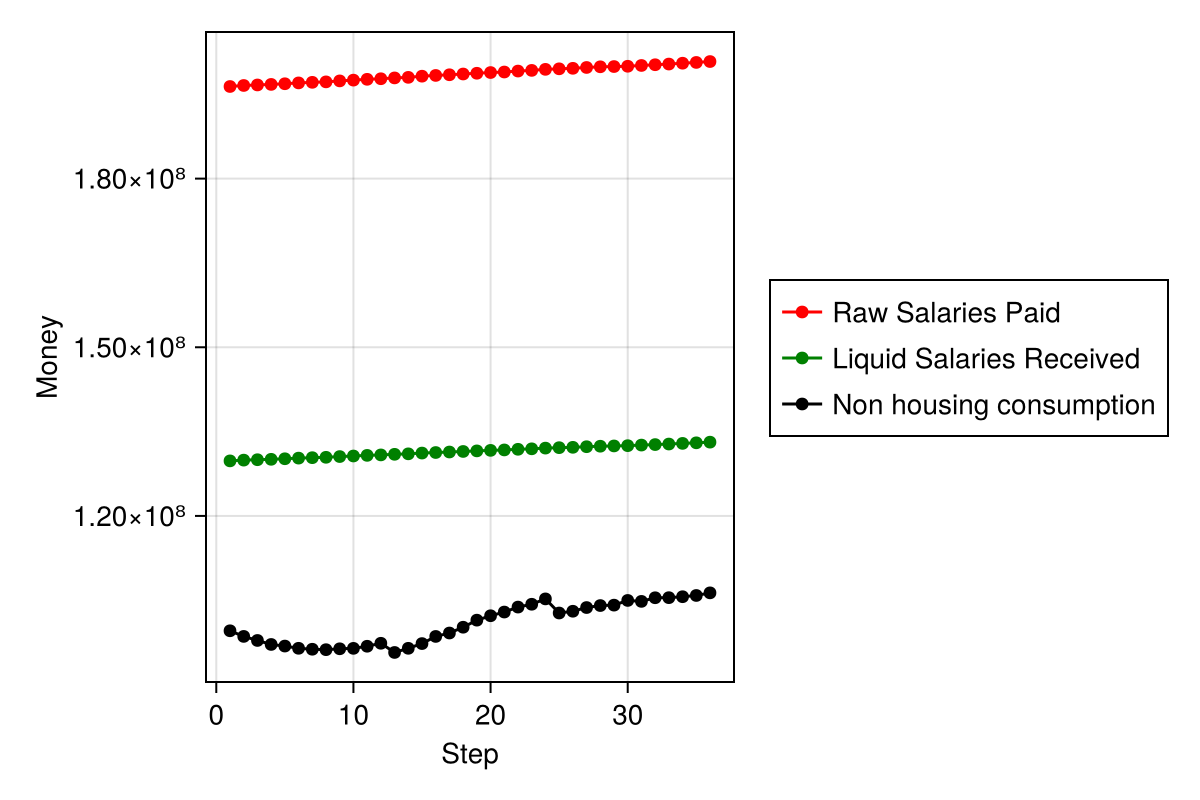 1.80×10⁸
1.50×10⁸
1.20×10⁸
Money
0 10 20 30
Step
Raw Salaries Paid
Liquid Salaries Received
Non housing consumption